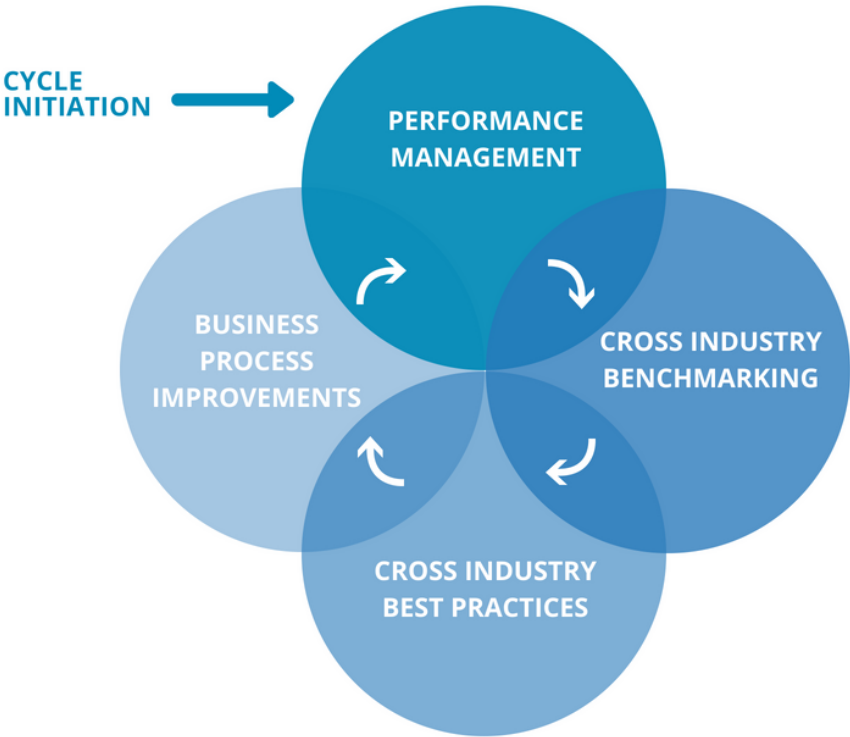 CYCLE
INITIATION
PERFORMANCE
MANAGEMENT
CROSS INDUSTRY
BENCHMARKING
CROSS INDUSTRY
BEST PRACTICES
BUSINESS
PROCESS
IMPROVEMENTS